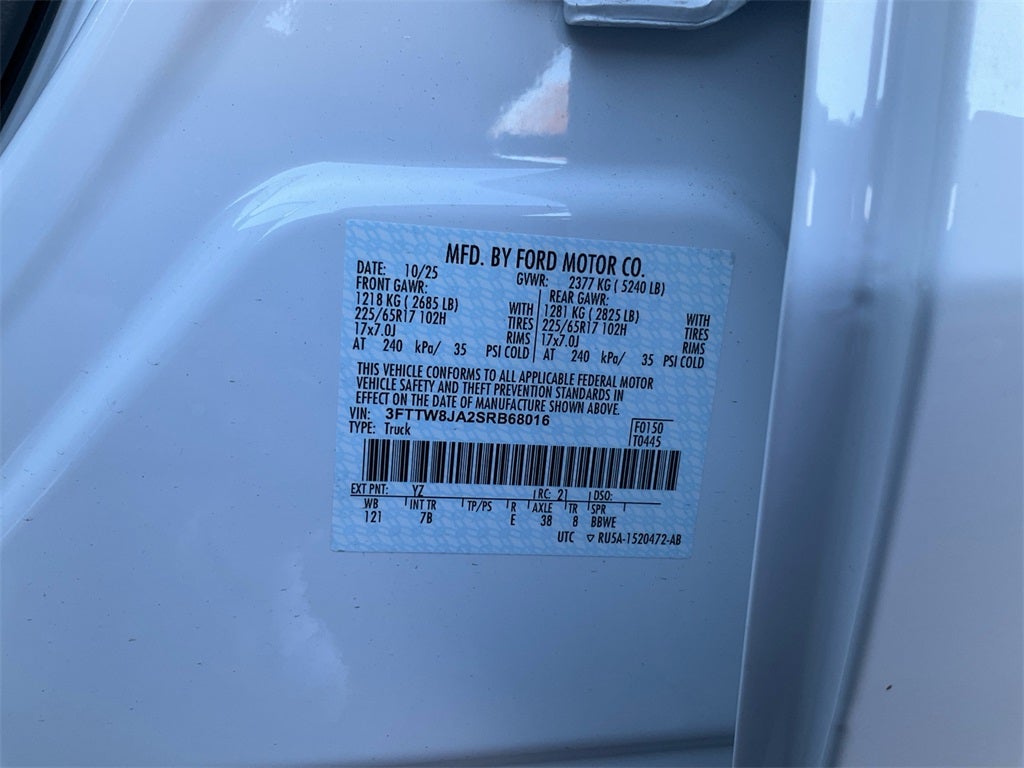 MFD. BY FORD MOTOR CO.
DATE: 10/25 GVWR: 2377 KG ( 5240 LB)
FRONT GAWR: REAR GAWR:
1218 KG ( 2685 LB) WITH 1281 KG ( 2825 LB) WITH
225/65R17 102H TIRES 225/65R17 102H TIRES
17x7.0J RIMS 17x7.0J RIMS
AT 240 kPa/ 35 PSI COLD AT 240 kPa/ 35 PSI COLD
THIS VEHICLE CONFORMS TO ALL APPLICABLE FEDERAL MOTOR
VEHICLE SAFETY AND THEFT PREVENTION STANDARDS IN
EFFECT ON THE DATE OF MANUFACTURE SHOWN ABOVE.
VIN: 3FTTW8JA2SRB68016 F0150
TYPE: Truck T0445
EXT PNT: YZ RC: 21 DSO:
WB INT TR TP/PS R AXLE TR SPR
121 7B E 38 8 BBWE
UTC ▽ RU5A-1520472-AB